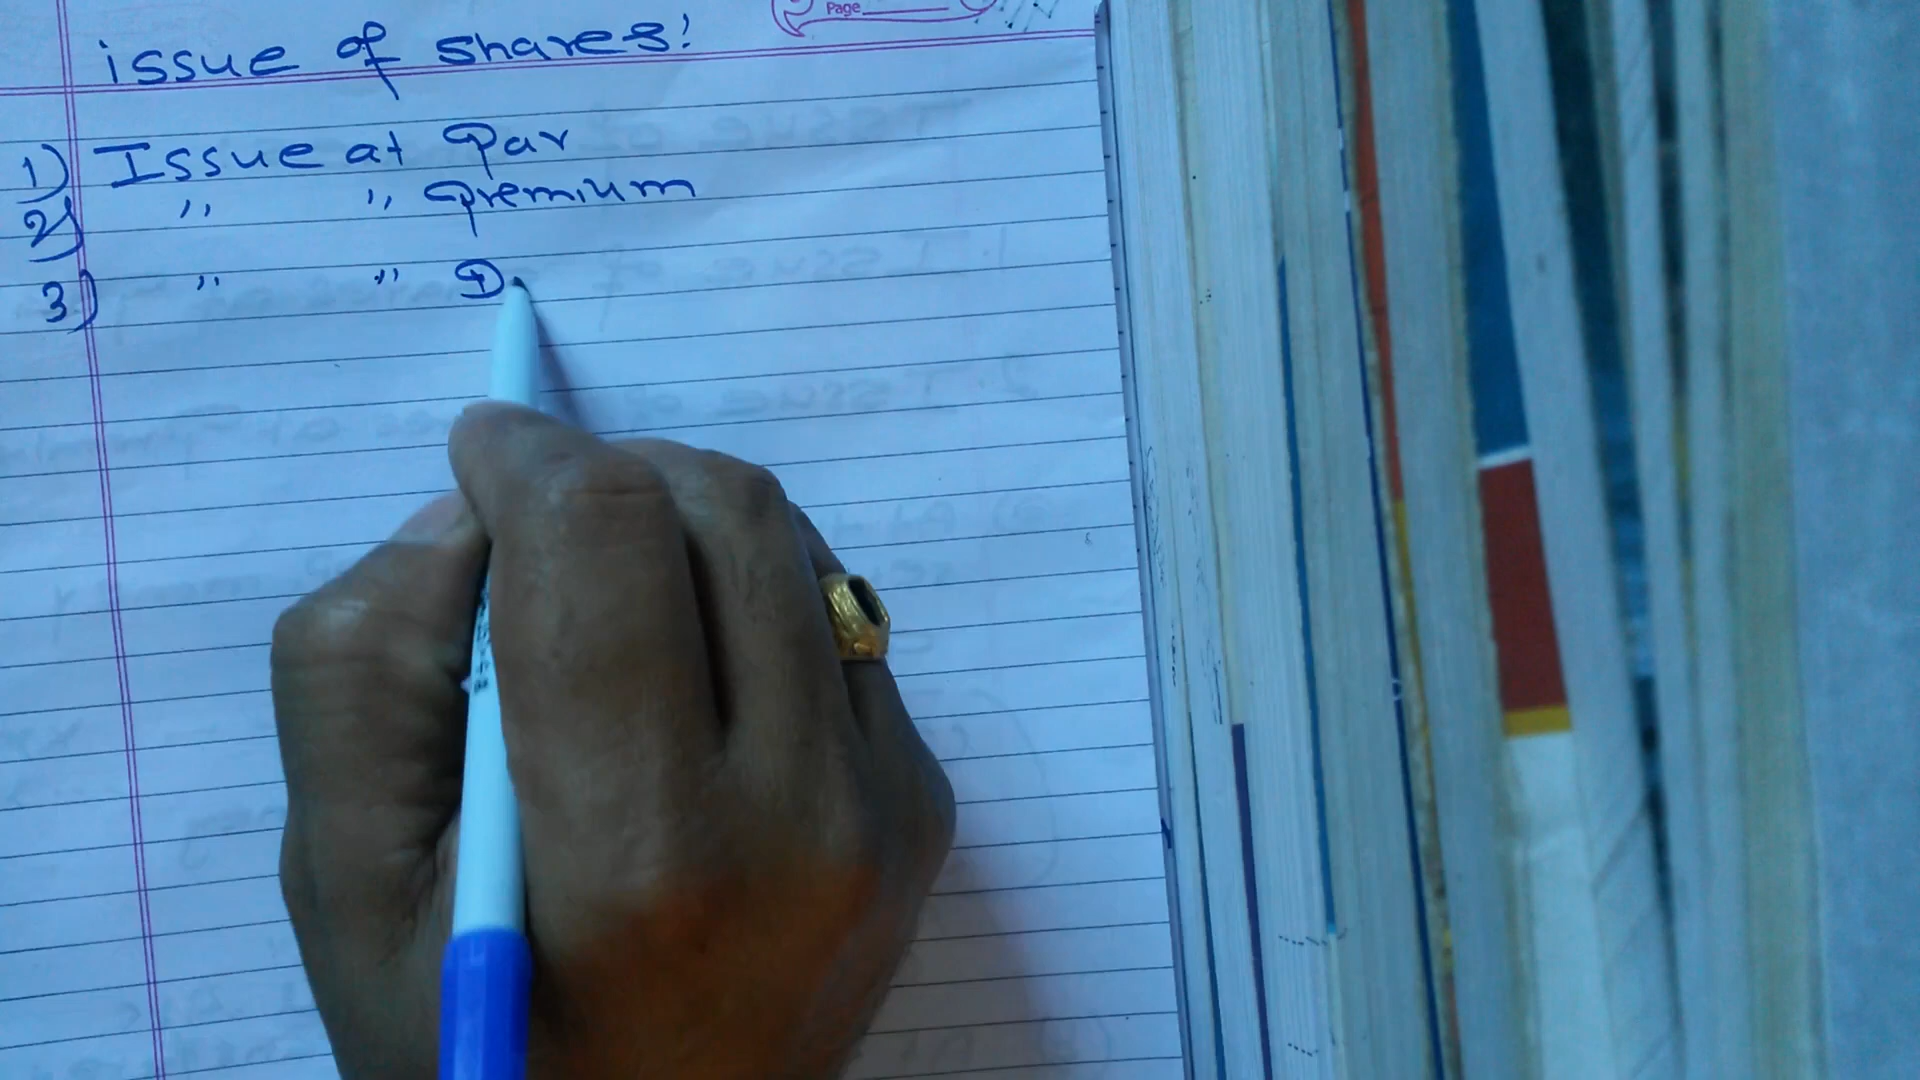 Page
issue of shares:
1) Issue at Par
2) " " Premium
3) " " D